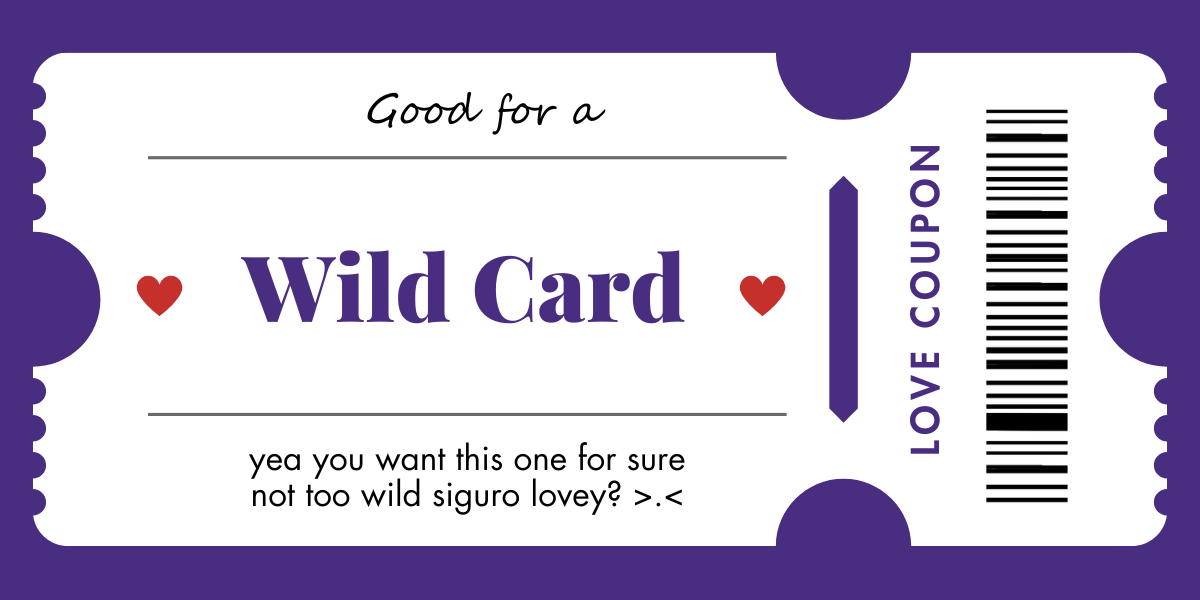 Good for a
Wild Card
yea you want this one for sure
not too wild siguro lovey? >.<
LOVE COUPON